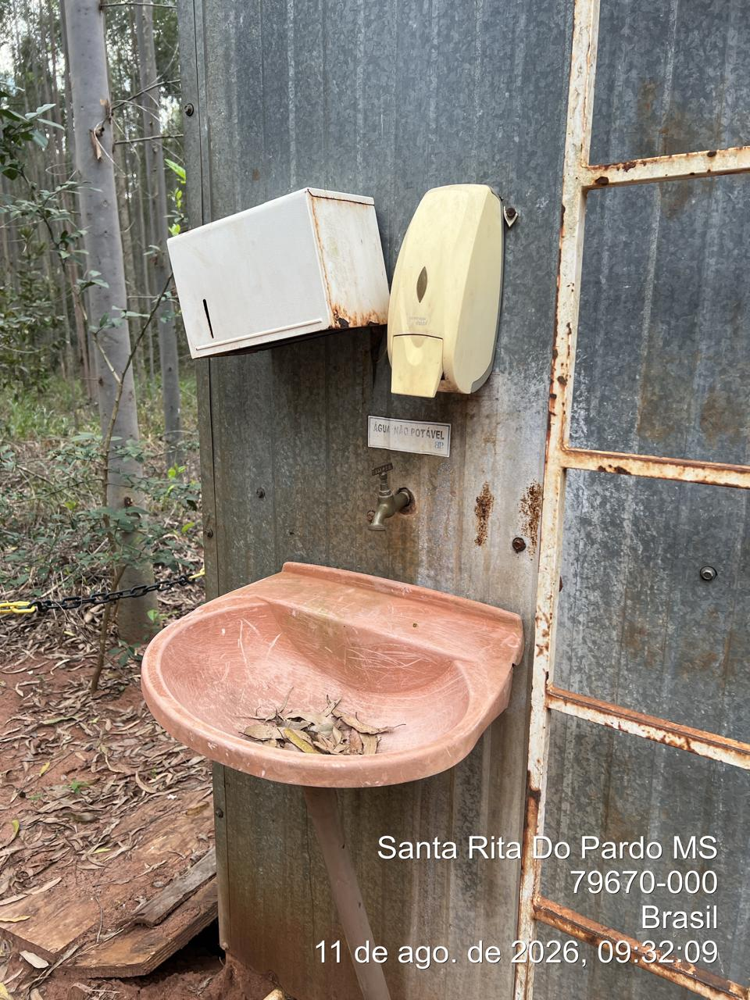 ÁGUA NÃO POTÁVEL
Santa Rita Do Pardo MS
79670-000
Brasil
11 de ago. de 2026, 09:32:09